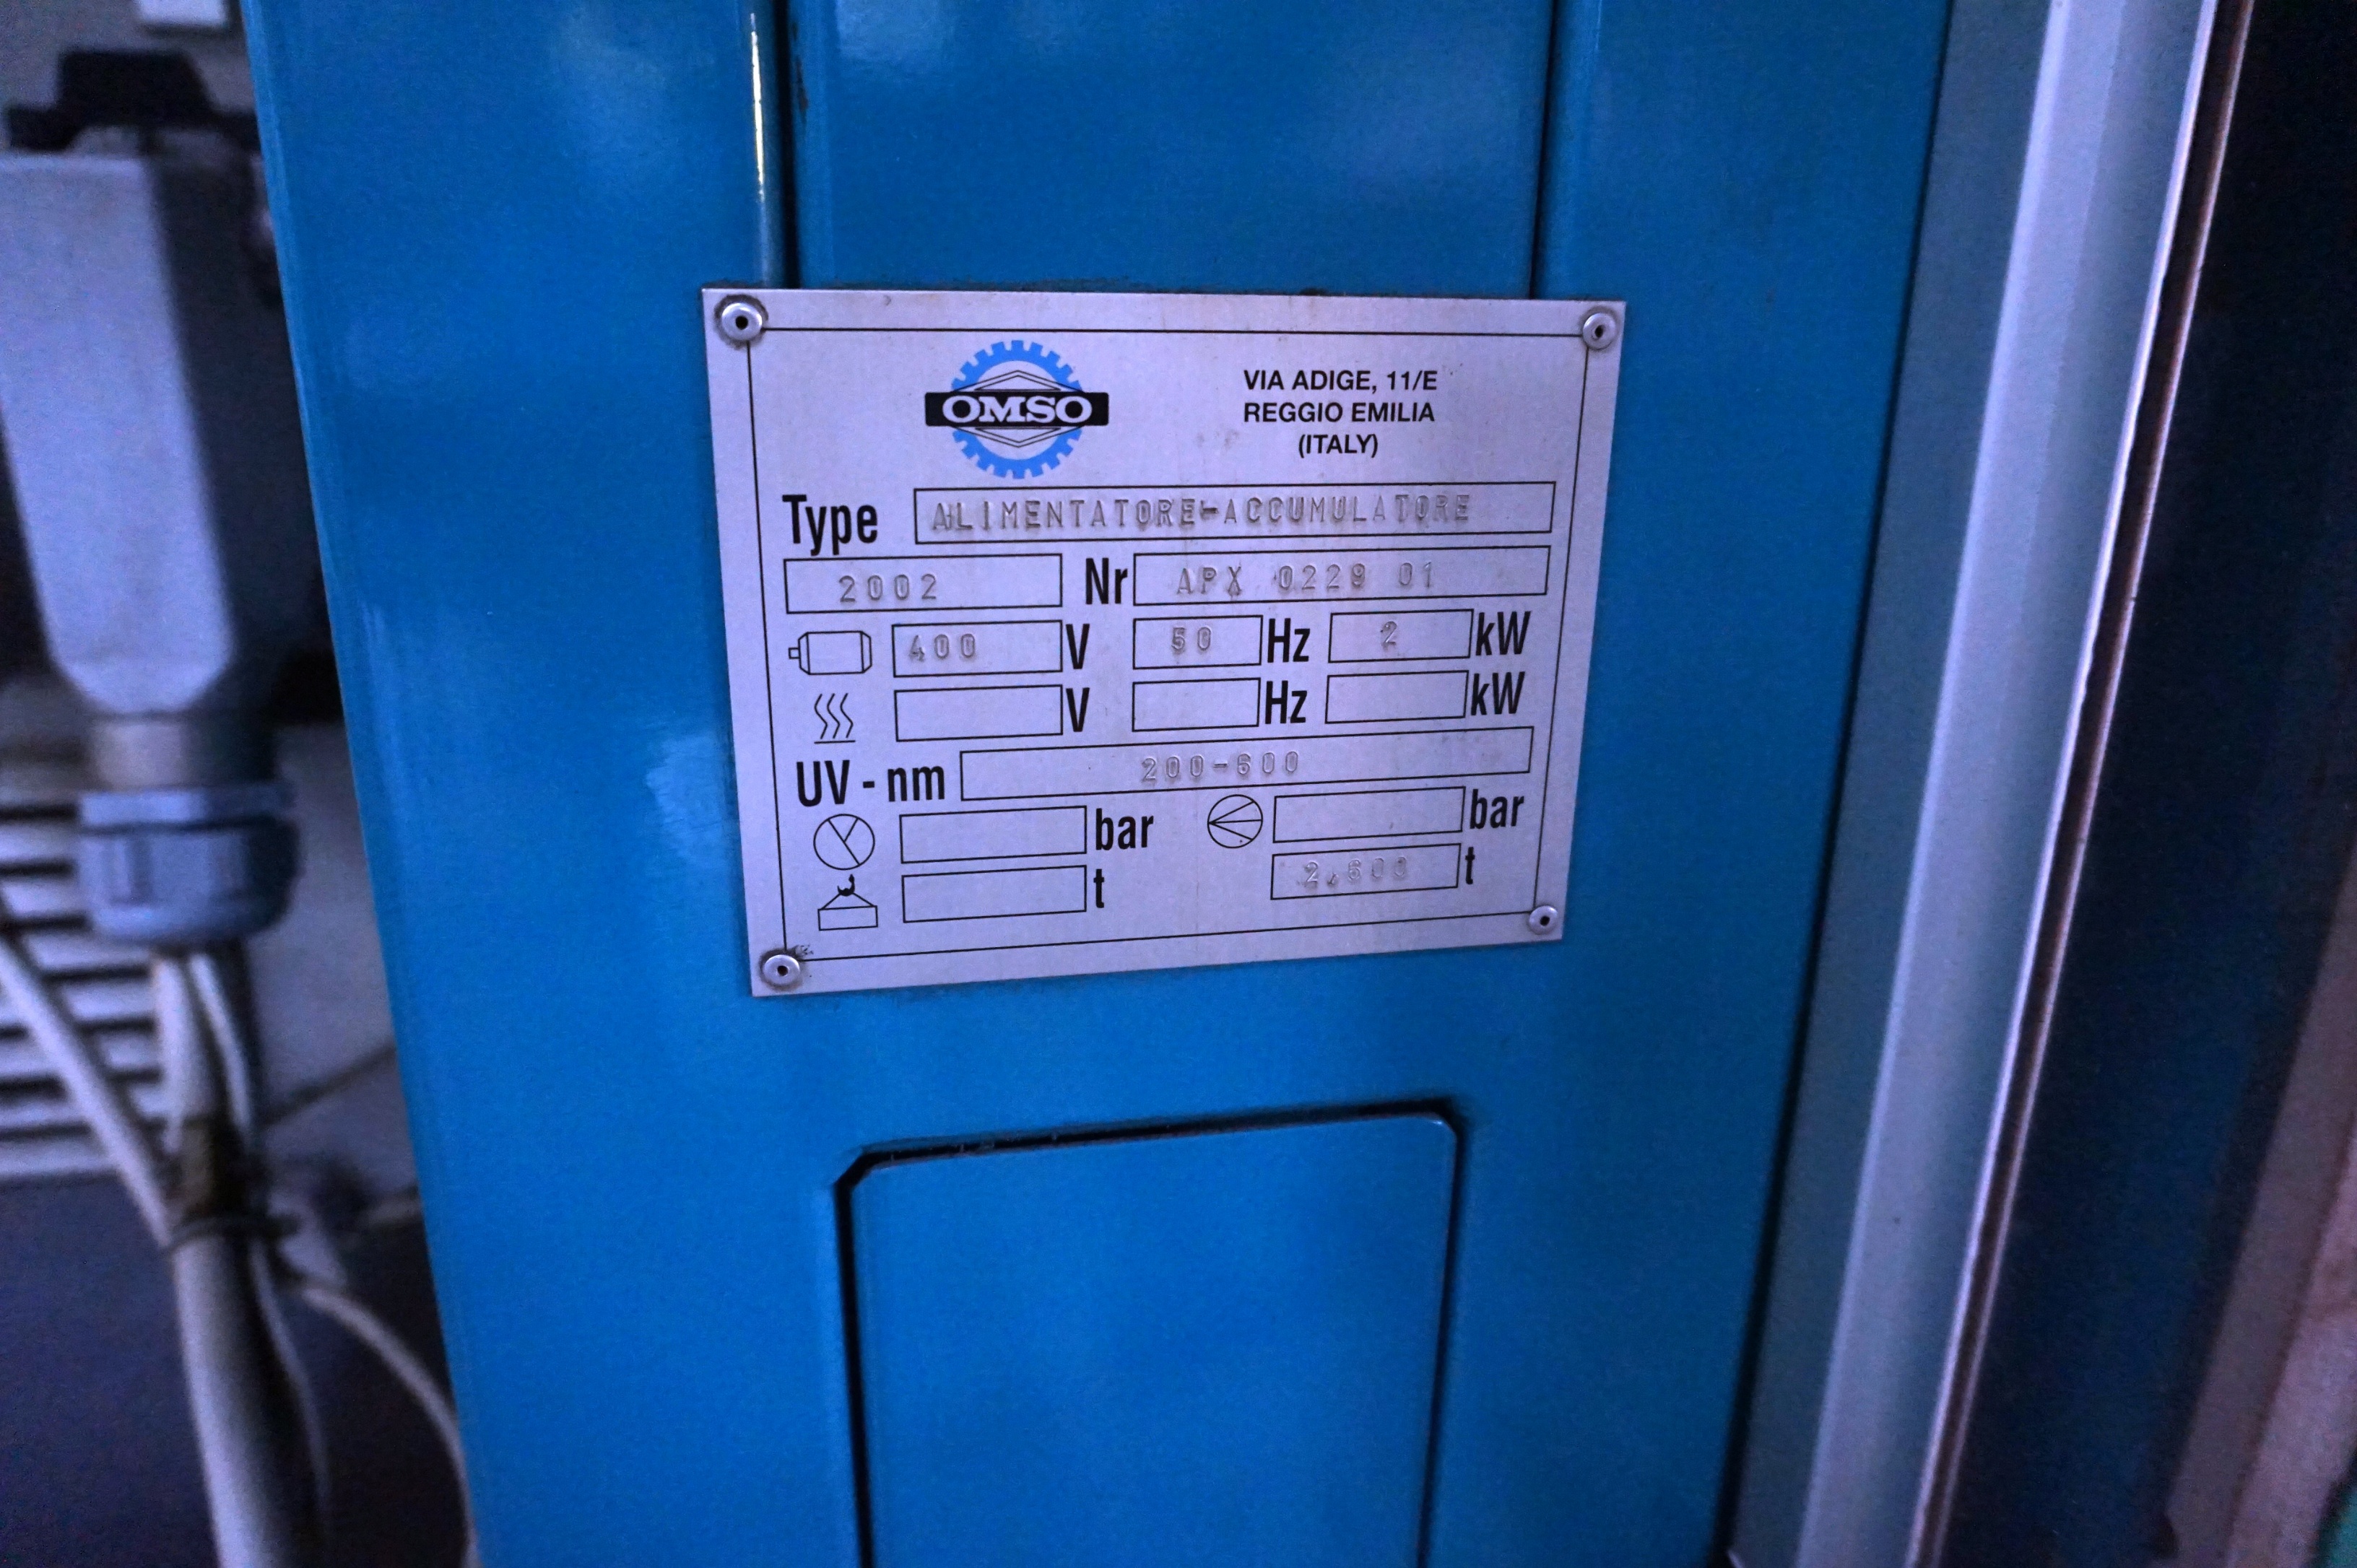 OMSO
VIA ADIGE, 11/E
REGGIO EMILIA
(ITALY)
Type ALIMENTATORE-ACCUMULATORE
2002 Nr APX 0229 01
400 V 50 Hz 2 kW
V Hz kW
UV - nm 200-600
bar bar
t 2,600 t